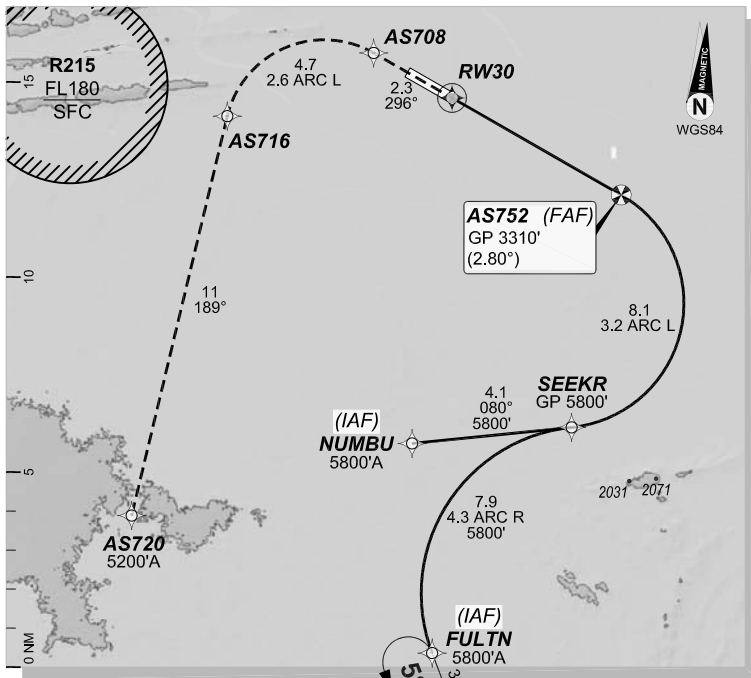 R215
FL180
SFC
15
4.7
2.6 ARC L
AS708
2.3
296°
RW30
MAGNETIC
N
WGS84
AS716
AS752 (FAF)
GP 3310'
(2.80°)
10
11
189°
8.1
3.2 ARC L
SEEKR
GP 5800'
4.1
080°
5800'
(IAF)
NUMBU
5800'A
5
2031
2071
7.9
4.3 ARC R
5800'
AS720
5200'A
(IAF)
FULTN
5800'A
0 NM